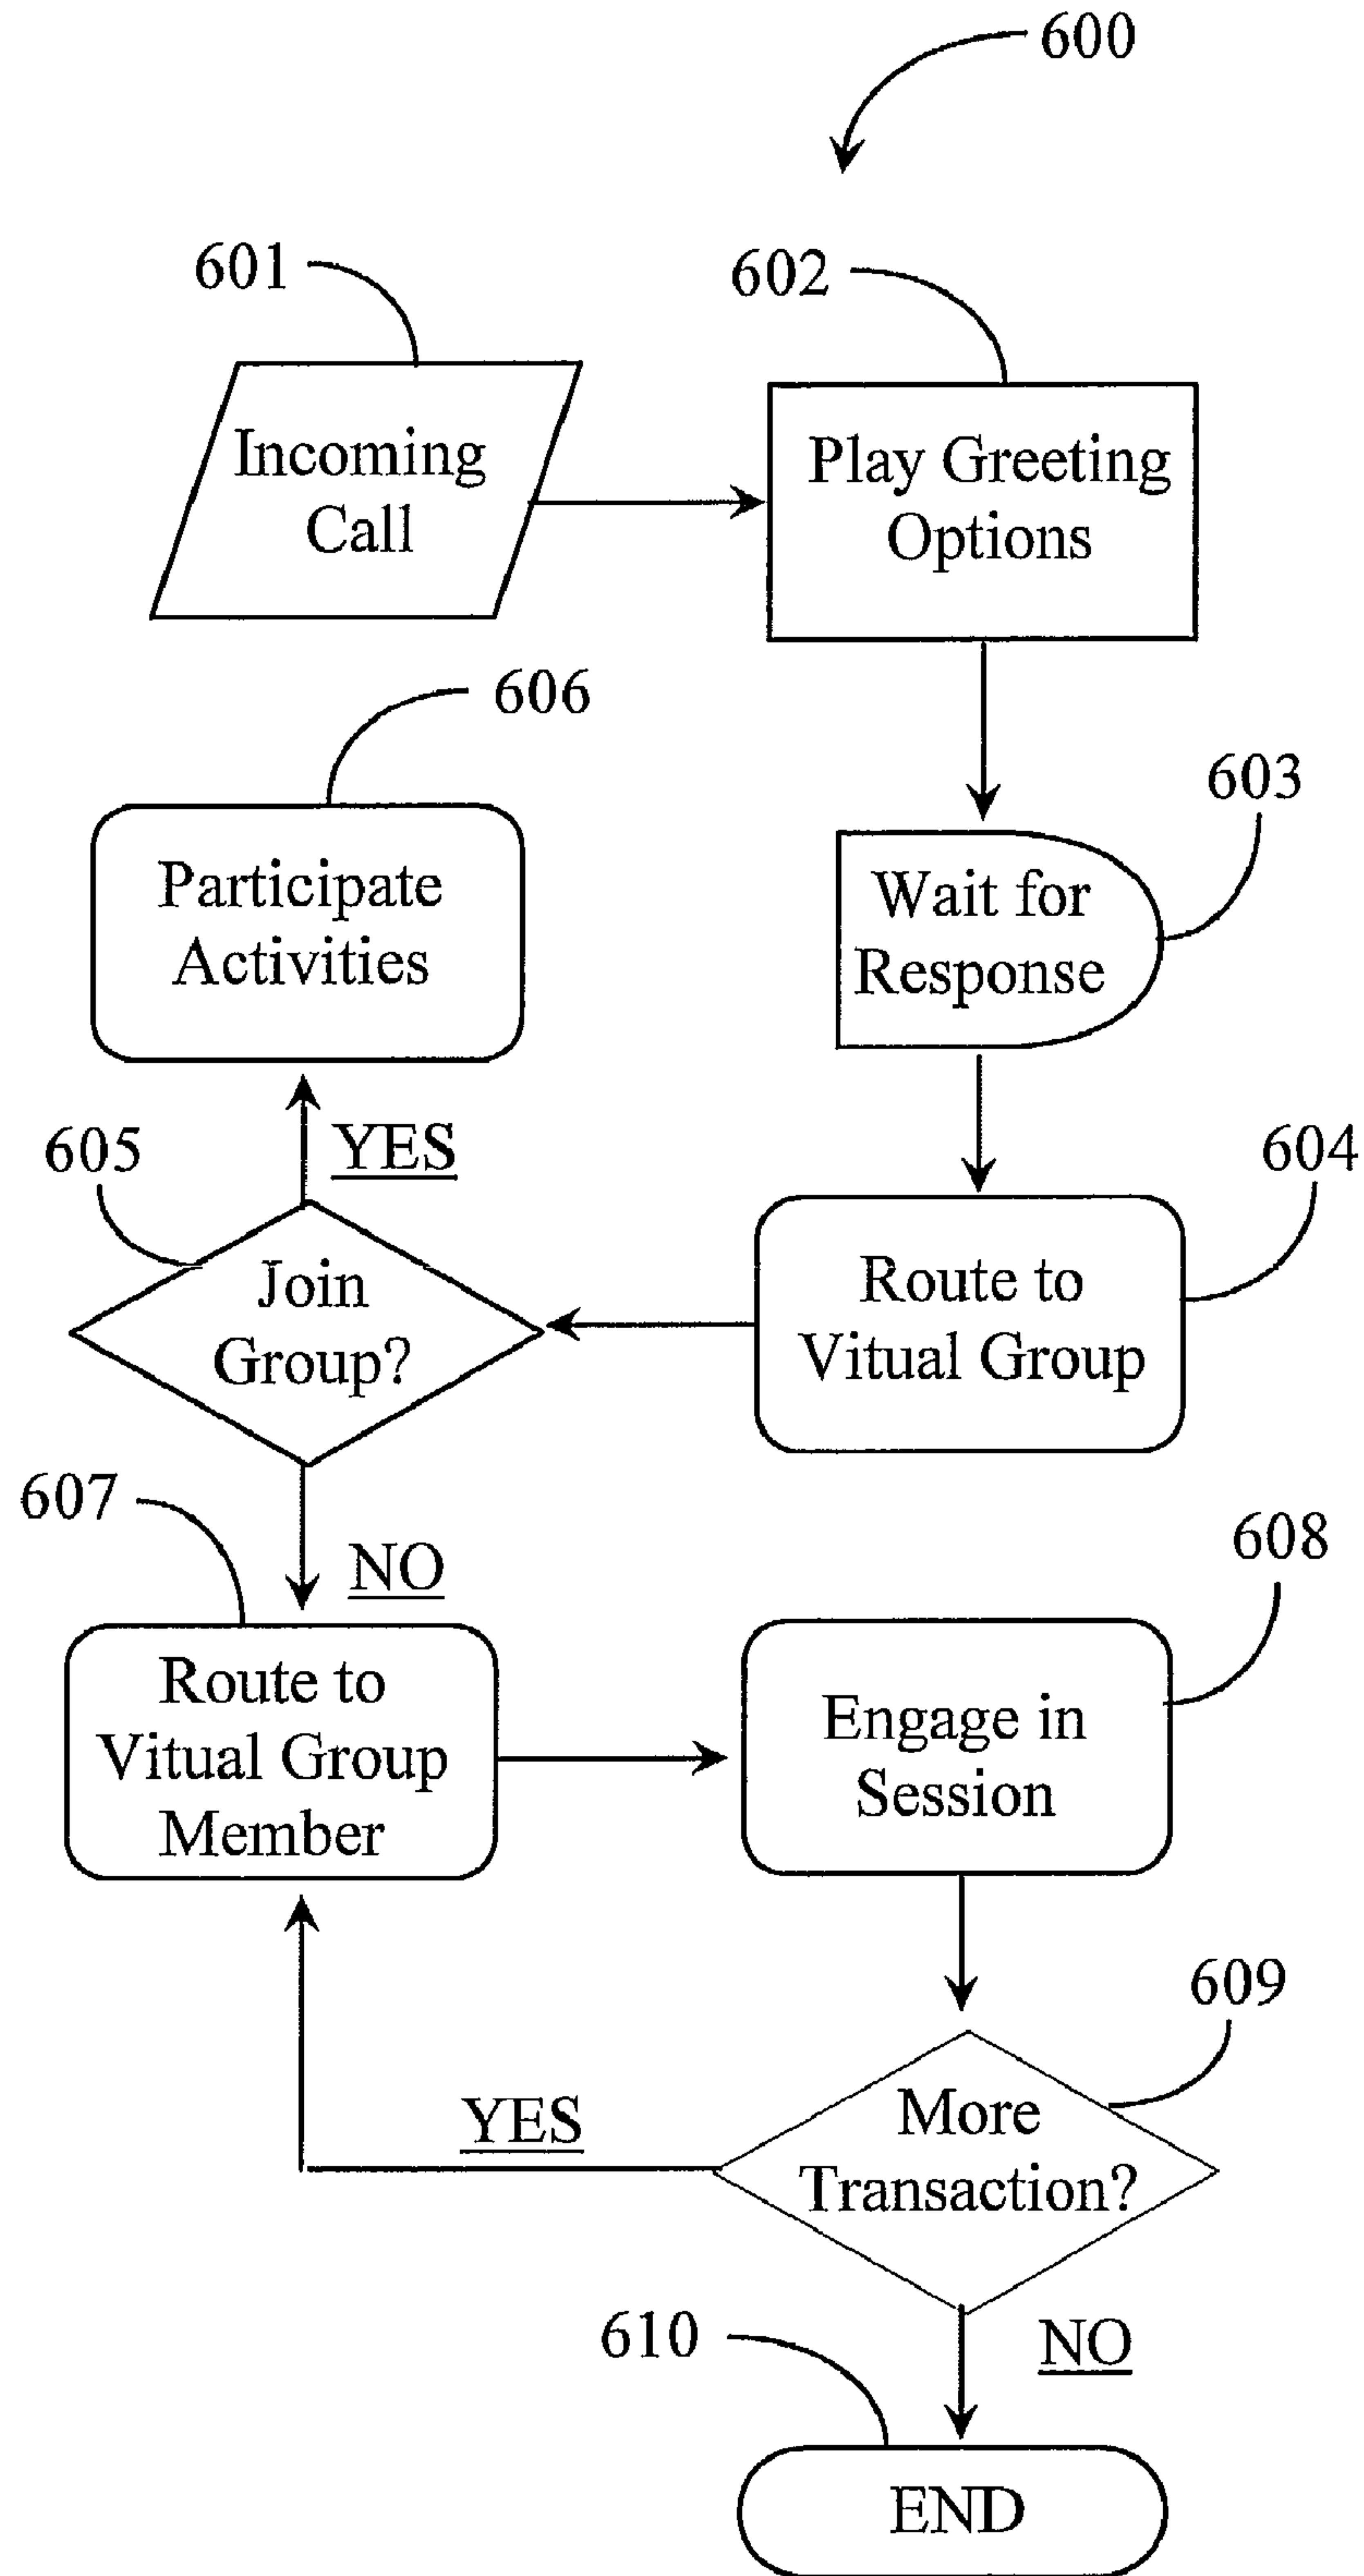 600
601
602
Incoming
Call
Play Greeting
Options
606
603
Participate
Activities
Wait for
Response
605
YES
604
Join
Group?
Route to
Vitual Group
607
NO
608
Route to
Vitual Group
Member
Engage in
Session
609
YES
More
Transaction?
610
NO
END